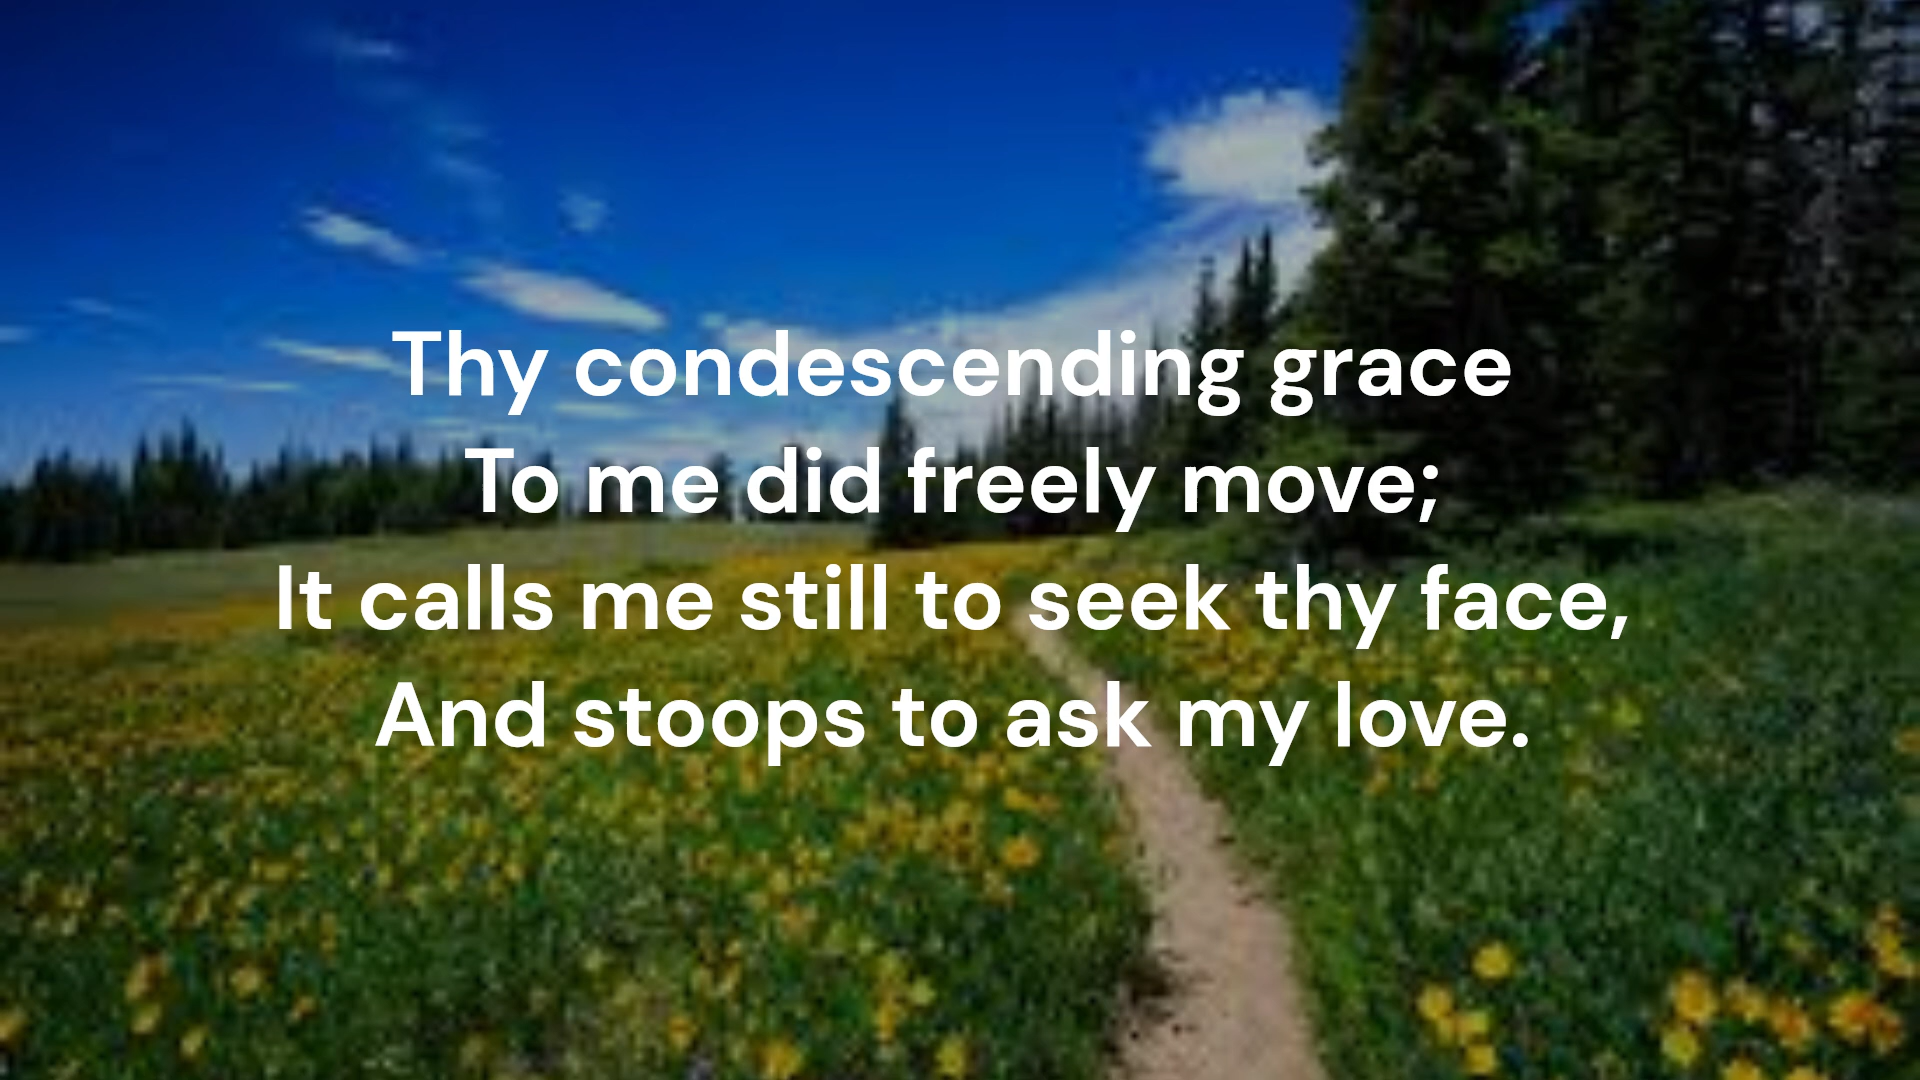 Thy condescending grace
To me did freely move;
It calls me still to seek thy face,
And stoops to ask my love.